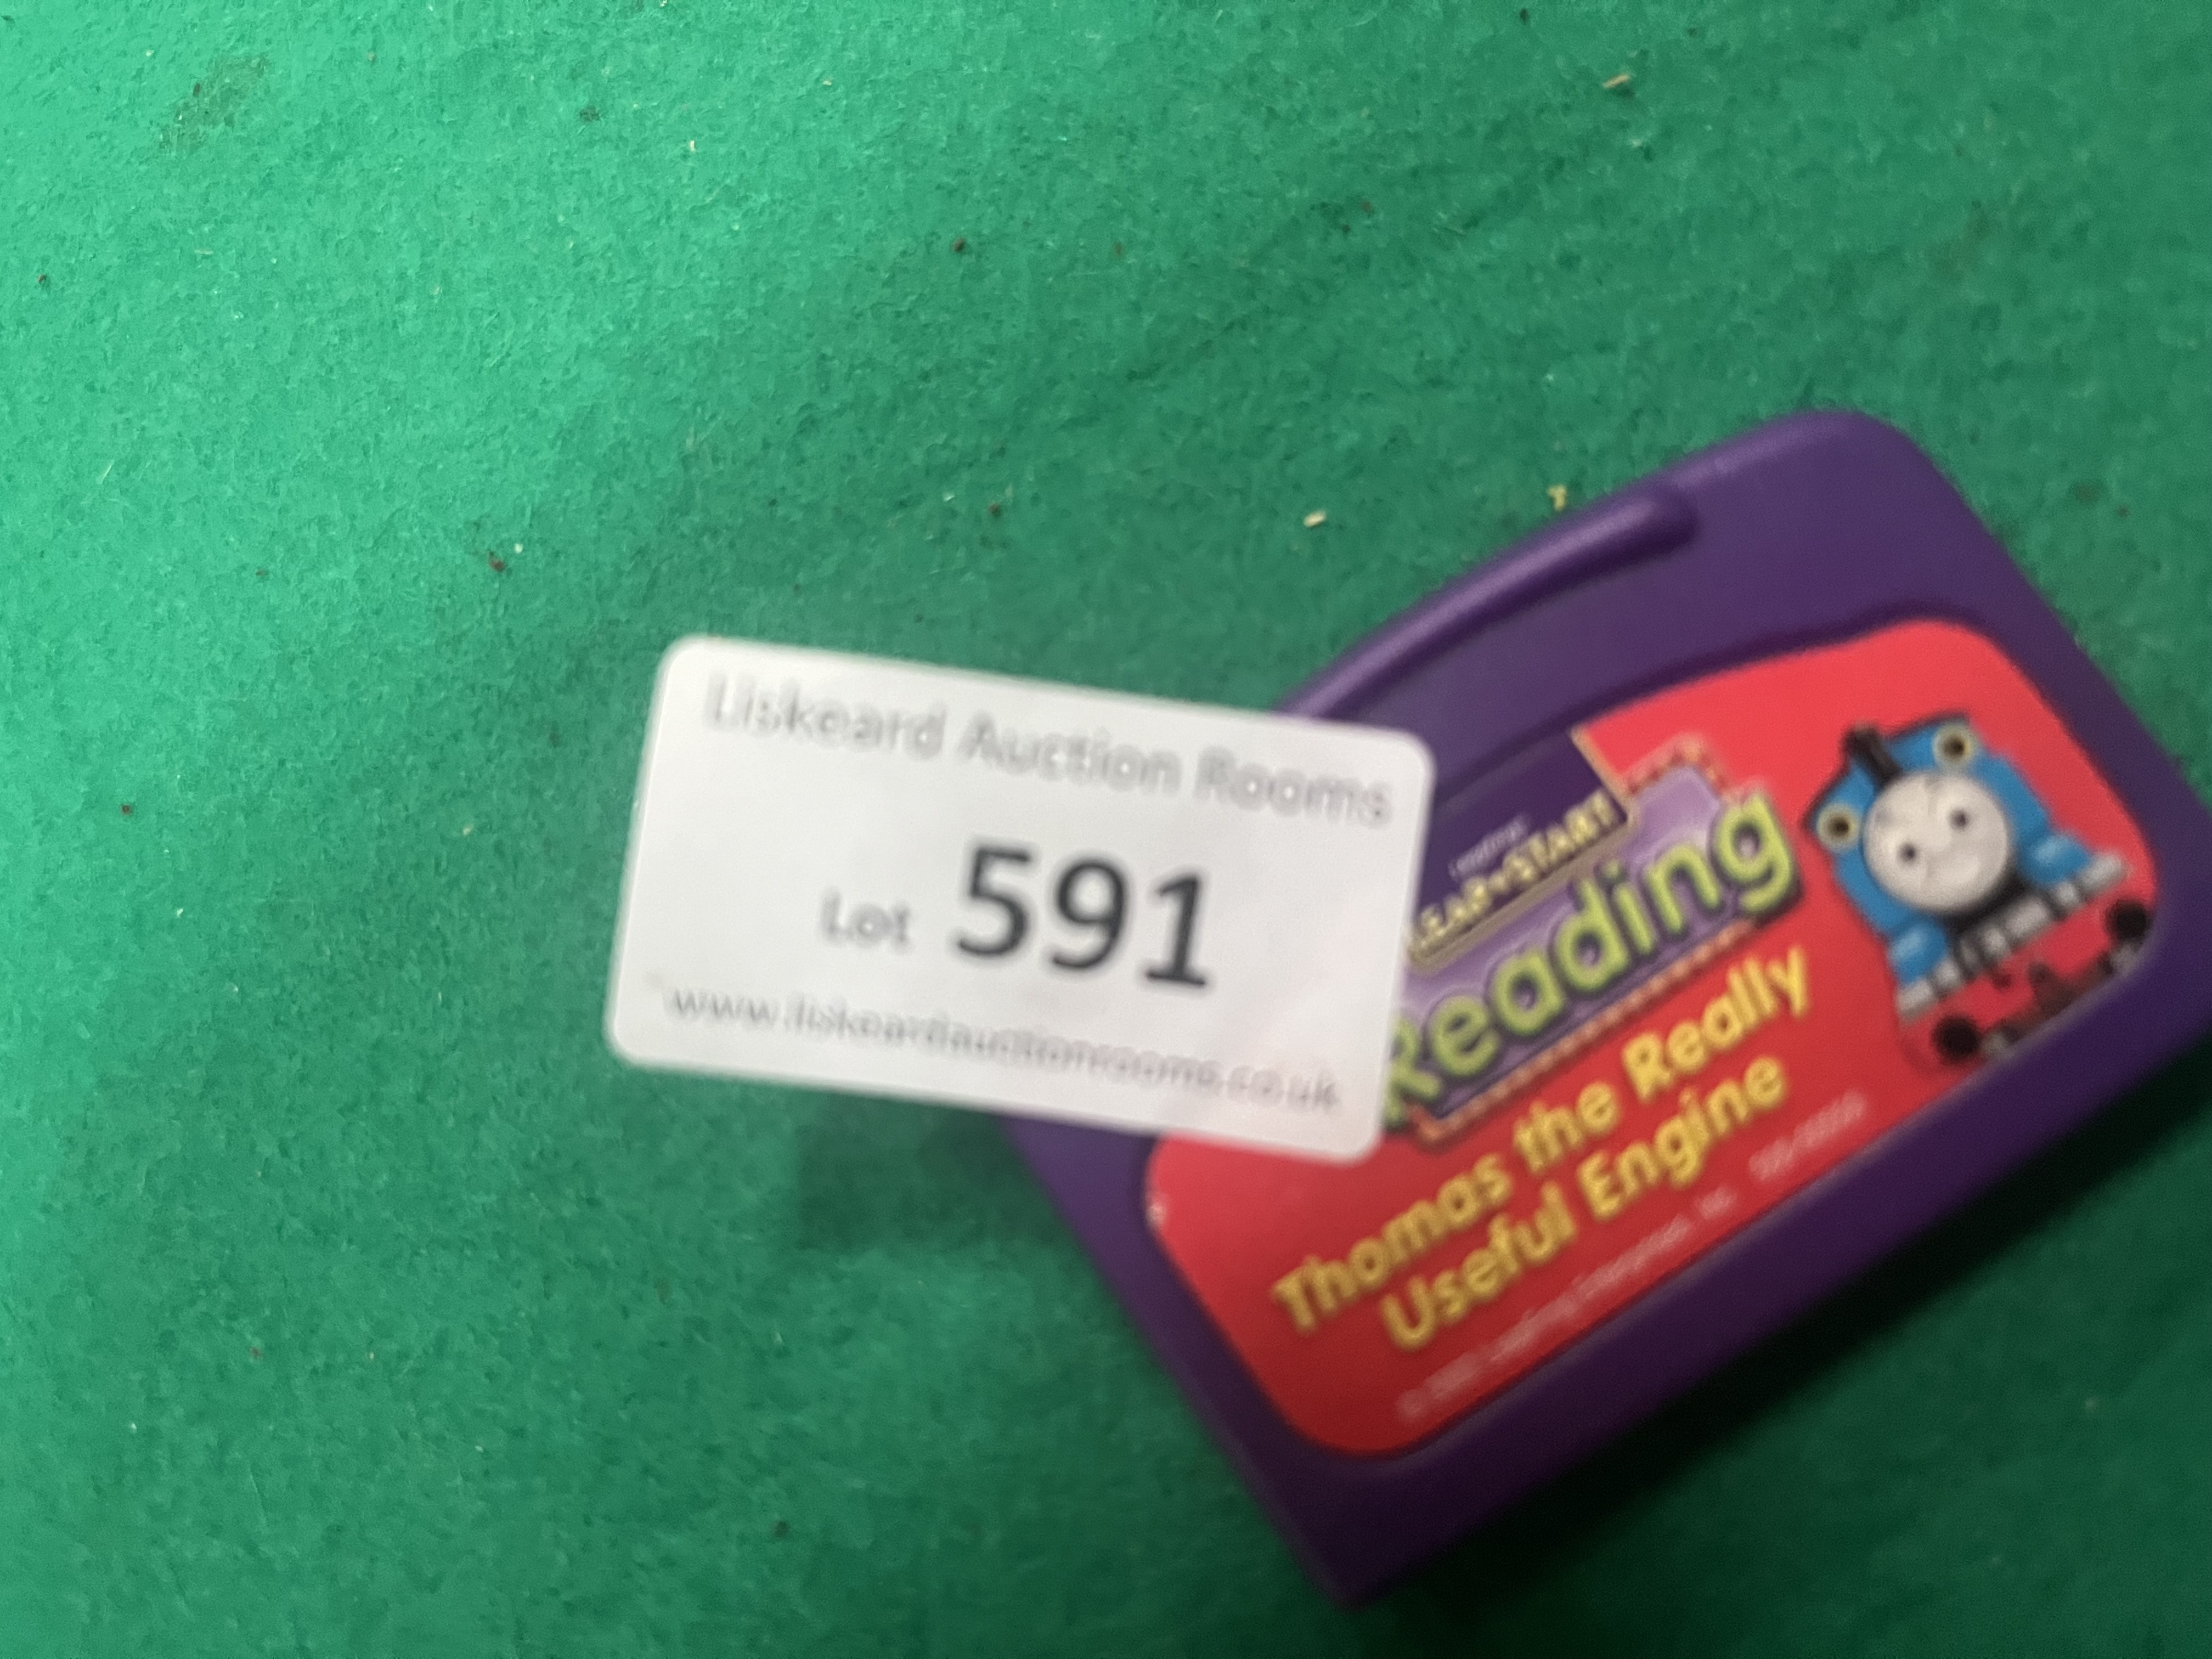 Liskeard Auction Rooms
Lot 591
www.liskeardauctionrooms.co.uk
LEAP START
Reading
Thomas the Really
Useful Engine